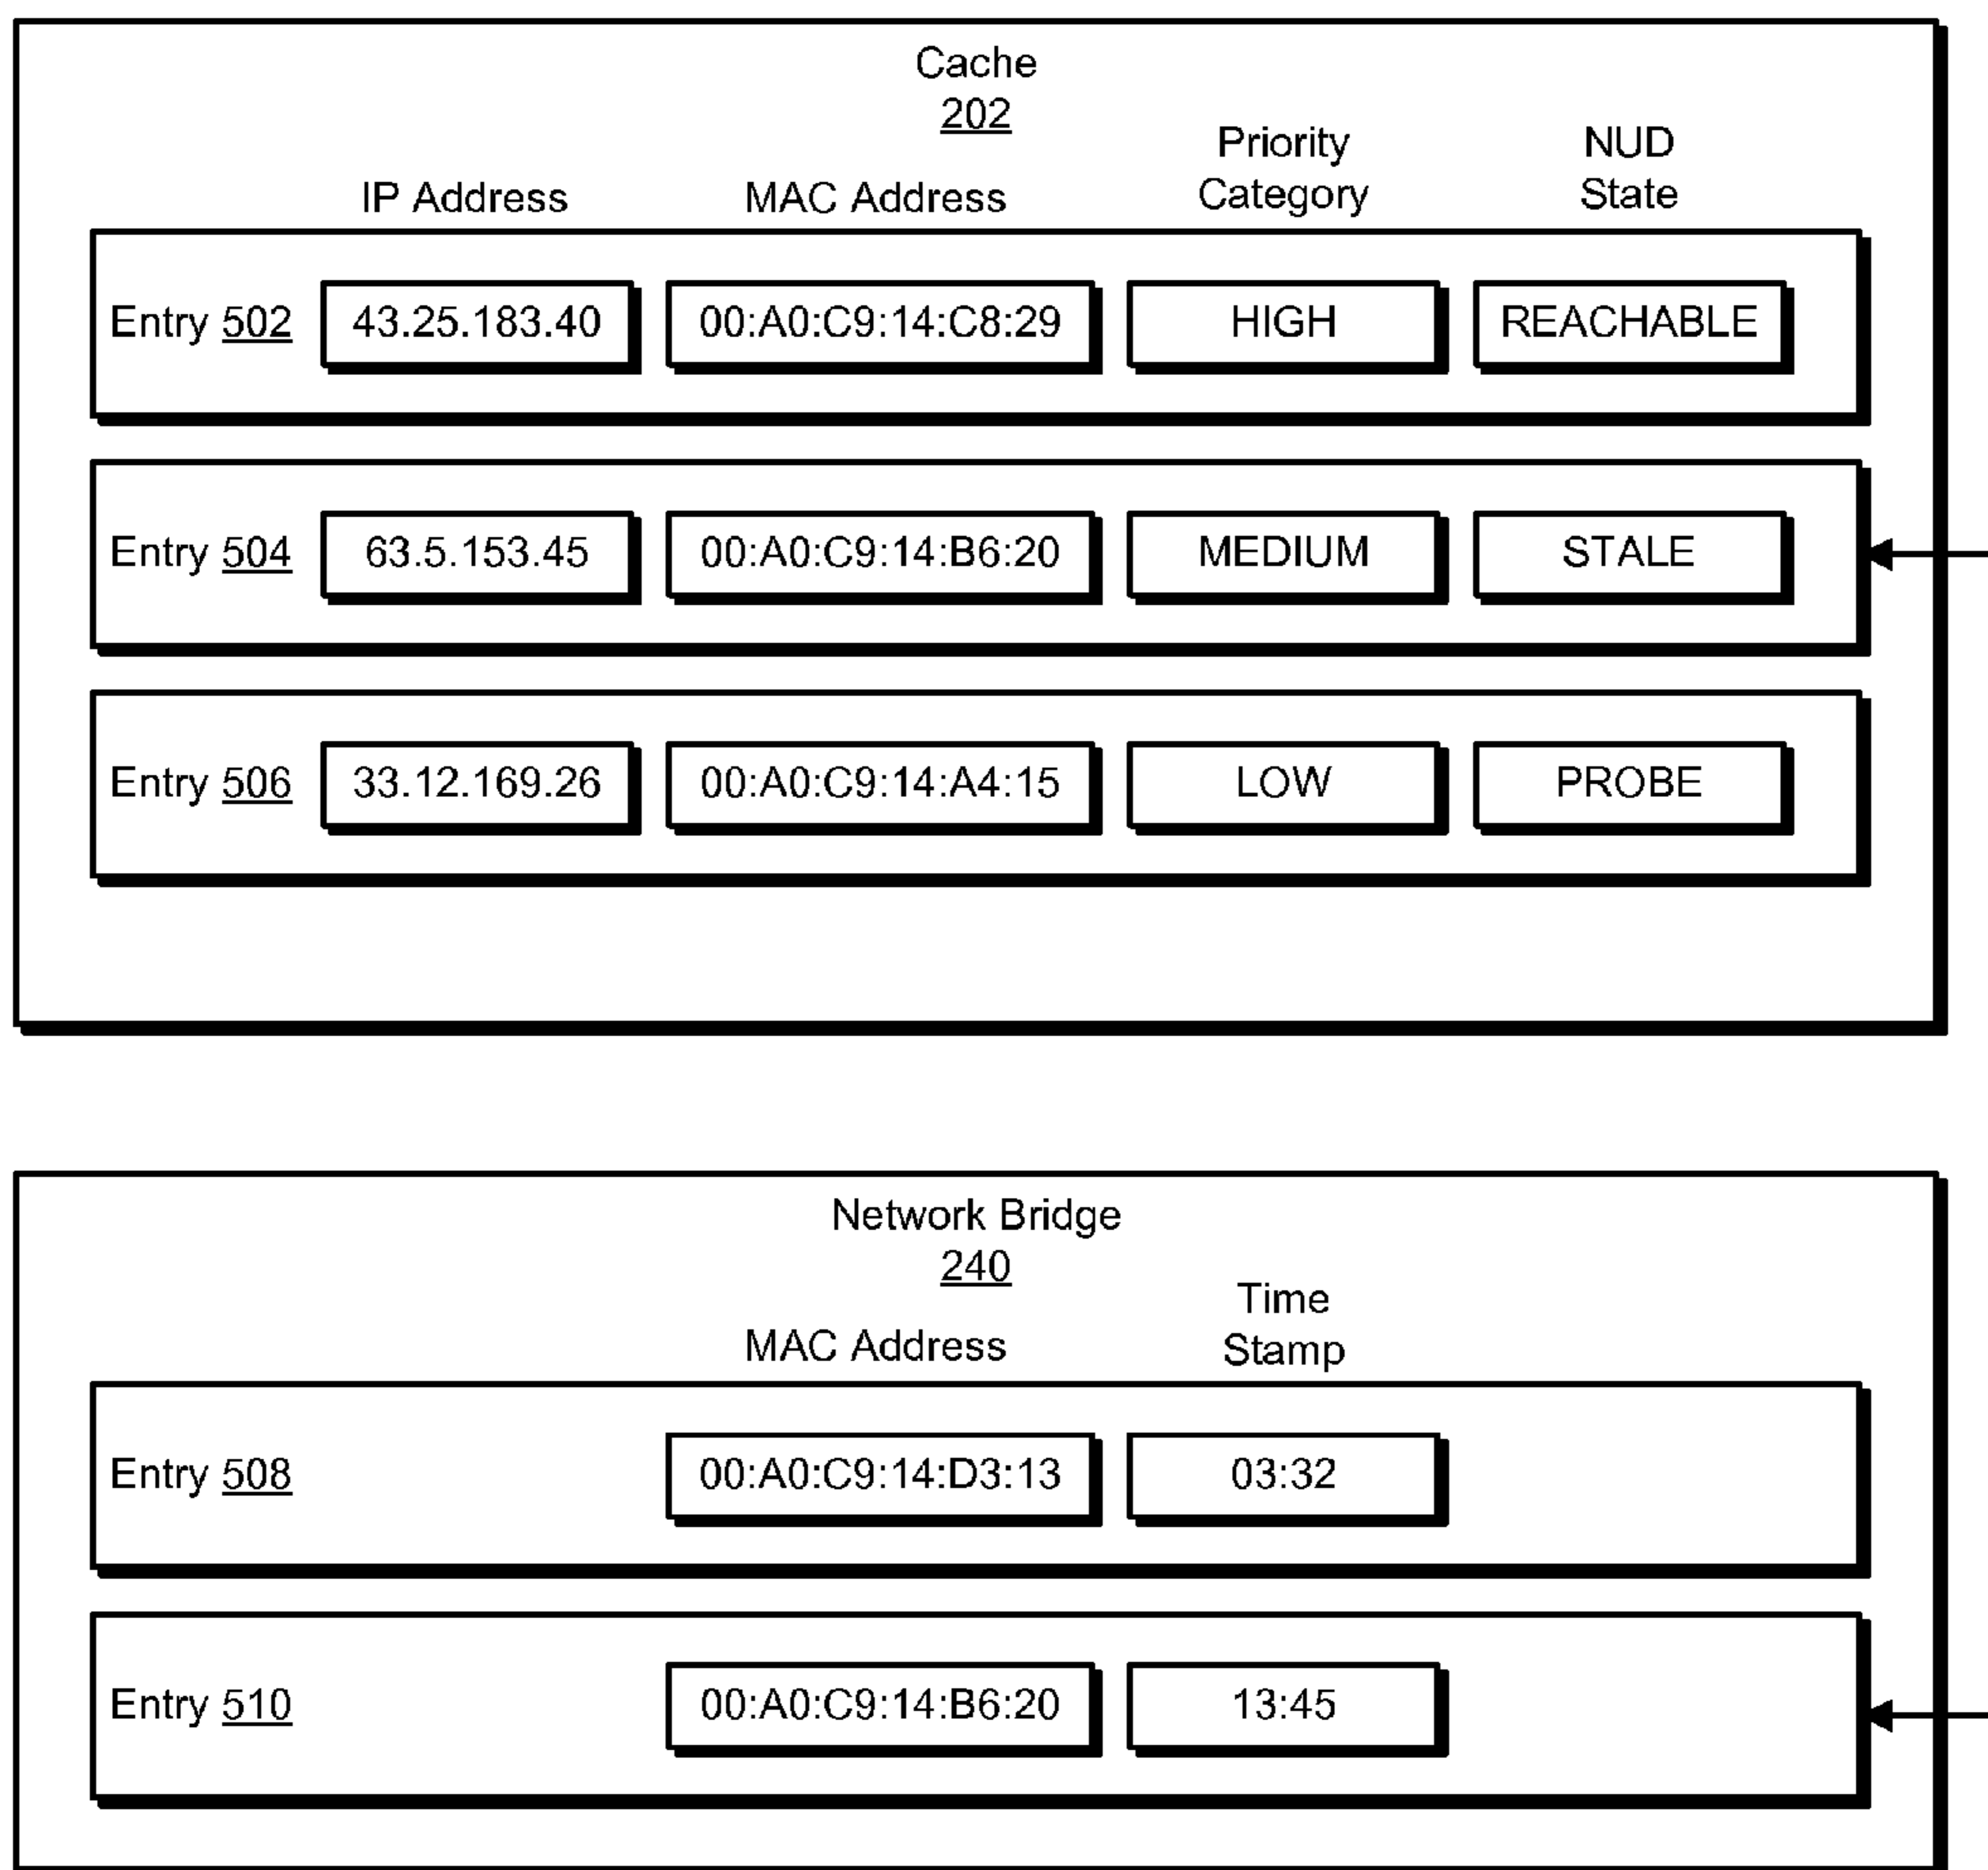 Cache
202
IP Address
MAC Address
Priority
Category
NUD
State
Entry 502 43.25.183.40 00:A0:C9:14:C8:29 HIGH REACHABLE
Entry 504 63.5.153.45 00:A0:C9:14:B6:20 MEDIUM STALE
Entry 506 33.12.169.26 00:A0:C9:14:A4:15 LOW PROBE
Network Bridge
240
MAC Address
Time
Stamp
Entry 508 00:A0:C9:14:D3:13 03:32
Entry 510 00:A0:C9:14:B6:20 13:45